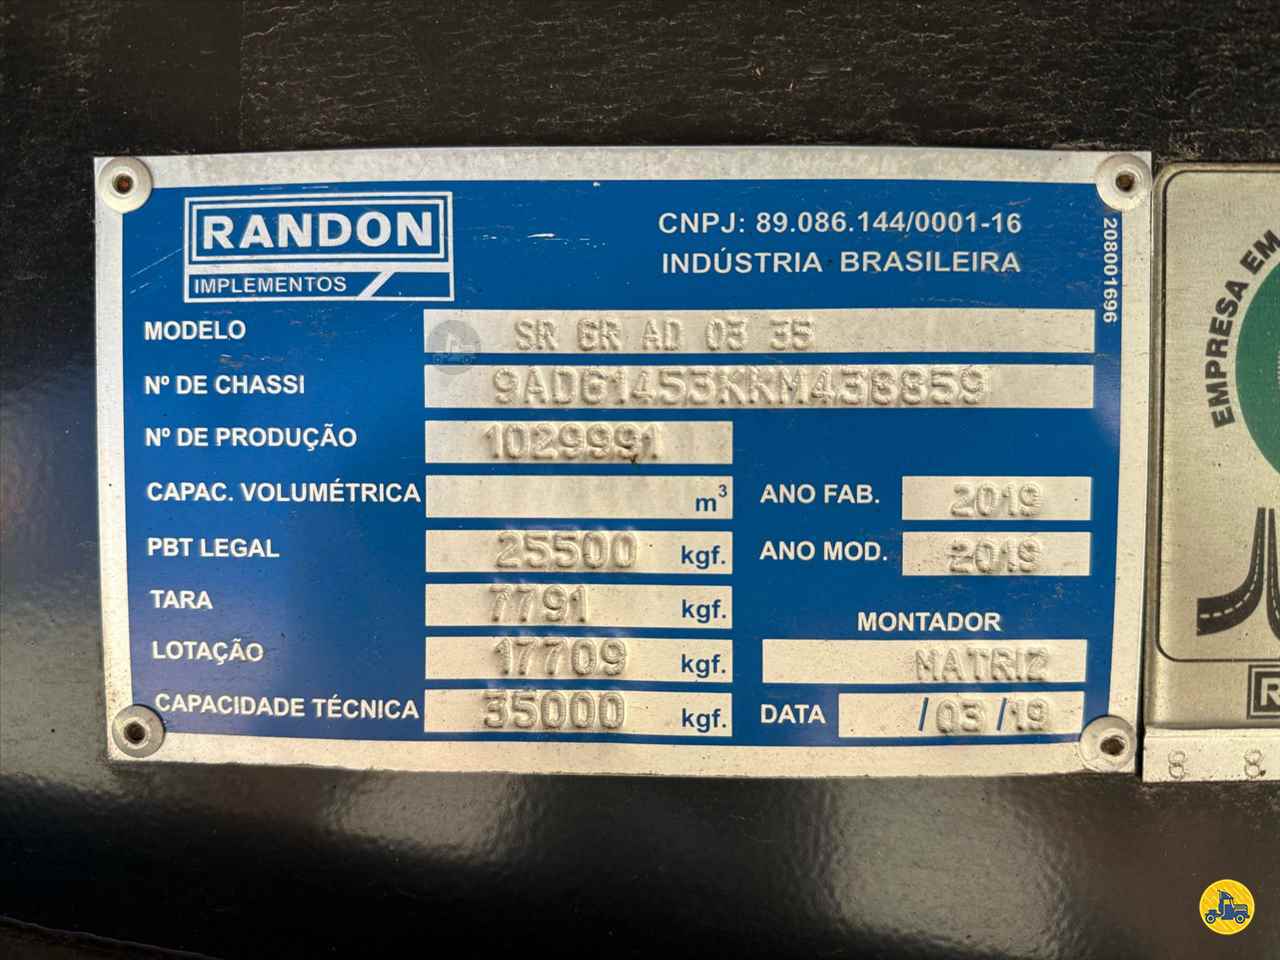 RANDON
IMPLEMENTOS
CNPJ: 89.086.144/0001-16
INDÚSTRIA BRASILEIRA
208001696
MODELO SR GR AD 03 35
Nº DE CHASSI 9ADG1453KKM438859
Nº DE PRODUÇÃO 1029991
CAPAC. VOLUMÉTRICA m³
ANO FAB. 2019
PBT LEGAL 25500 kgf.
ANO MOD. 2019
TARA 7791 kgf.
MONTADOR
LOTAÇÃO 17709 kgf.
MATRIZ
CAPACIDADE TÉCNICA 35000 kgf.
DATA /03/19
EMPRESA EM
R
8 8